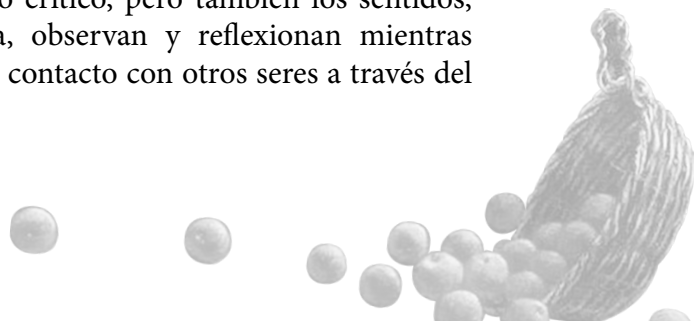 crítico, pero también los sentidos,
observan y reflexionan mientras
contacto con otros seres a través del